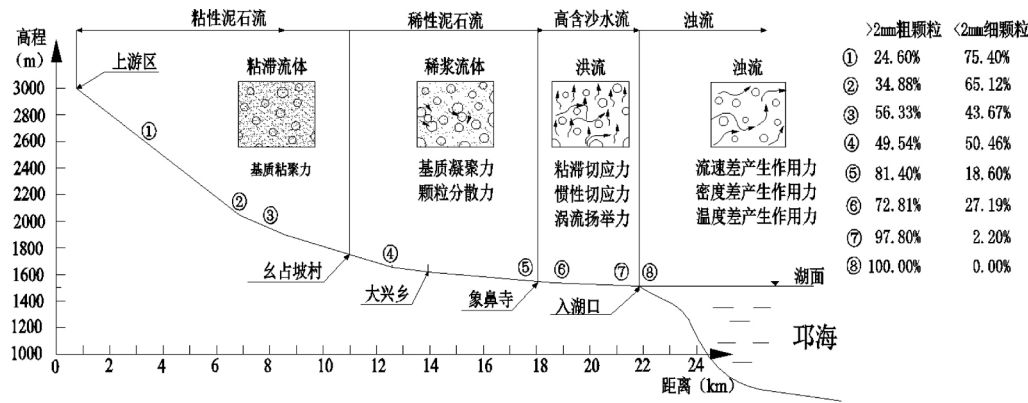 粘性泥石流 稀性泥石流 高含沙水流 浊流
高程
（m）
>2mm粗颗粒 <2mm细颗粒
① 24.60% 75.40%
② 34.88% 65.12%
③ 56.33% 43.67%
④ 49.54% 50.46%
⑤ 81.40% 18.60%
⑥ 72.81% 27.19%
⑦ 97.80% 2.20%
⑧ 100.00% 0.00%
上游区
粘滞流体 稀浆流体 洪流 浊流
基质粘聚力
基质凝聚力
颗粒分散力
粘滞切应力
惯性切应力
涡流扬举力
流速差产生作用力
密度差产生作用力
温度差产生作用力
3000
2800
2600
2400
2200
2000
1800
1600
1400
1200
1000
① ② ③ ④ ⑤ ⑥ ⑦ ⑧
幺占坡村
大兴乡
象鼻寺
入湖口
湖面
邛海
0 2 4 6 8 10 12 14 16 18 20 22 24
距离（km）